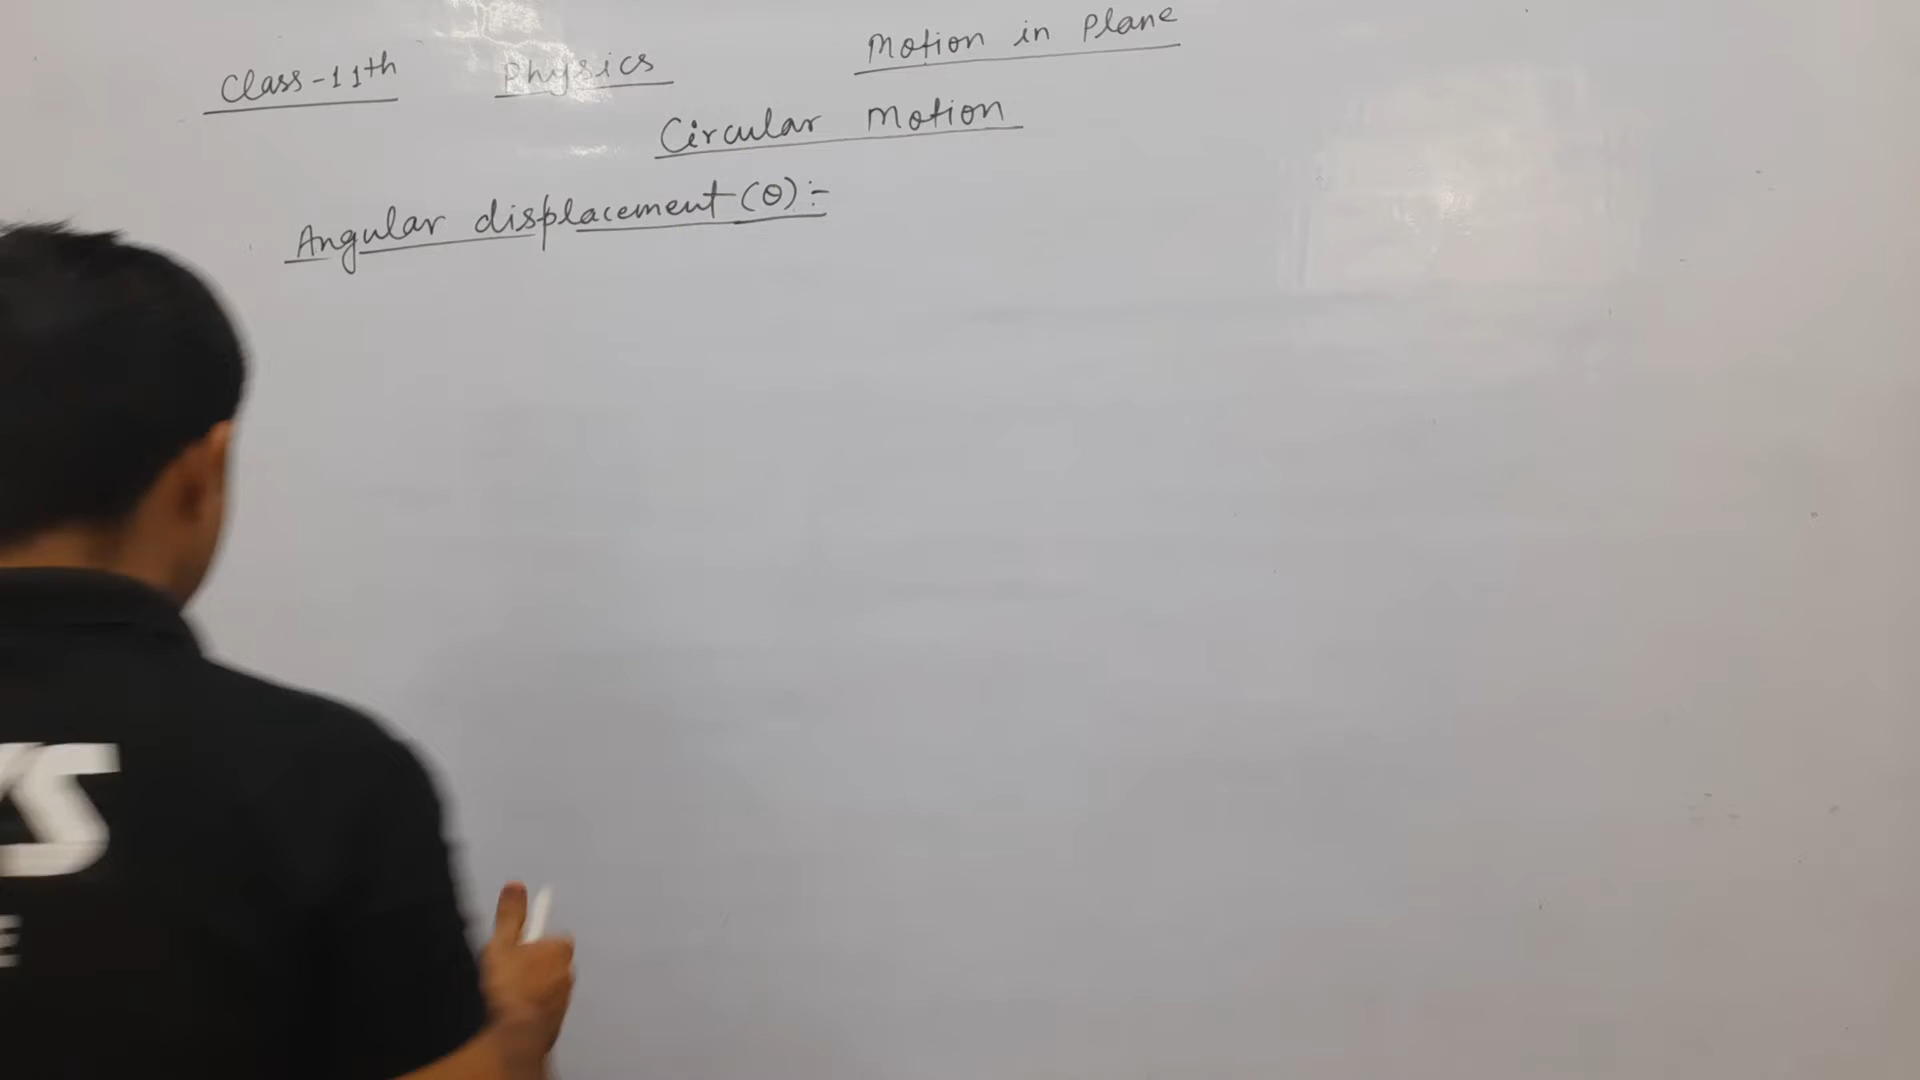 Class-11th Physics Motion in Plane
Circular Motion
Angular displacement (θ):-